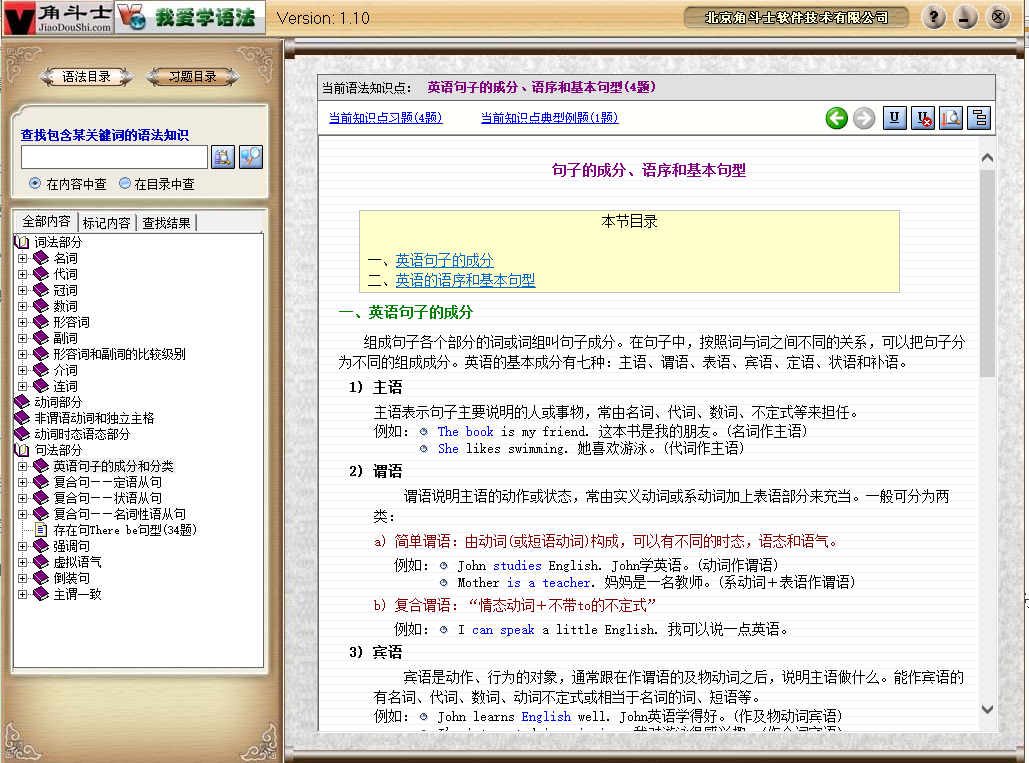 角斗士
JiaoDouShi.com
我爱学语法
Version: 1.10
北京角斗士软件技术有限公司
语法目录
习题目录
查找包含某关键词的语法知识
在内容中查
在目录中查
全部内容
标记内容
查找结果
词法部分
名词
代词
冠词
数词
形容词
副词
形容词和副词的比较级别
介词
连词
动词部分
非谓语动词和独立主格
动词时态语态部分
句法部分
英语句子的成分和分类
复合句－－定语从句
复合句－－状语从句
复合句－－名词性语从句
存在句There be句型(34题)
强调句
虚拟语气
倒装句
主谓一致
当前语法知识点： 英语句子的成分、语序和基本句型(4题)
当前知识点习题(4题)
当前知识点典型例题(1题)
句子的成分、语序和基本句型
本节目录
一、英语句子的成分
二、英语的语序和基本句型
一、英语句子的成分
组成句子各个部分的词或词组叫句子成分。在句子中，按照词与词之间不同的关系，可以把句子分
为不同的组成成分。英语的基本成分有七种：主语、谓语、表语、宾语、定语、状语和补语。
1) 主语
主语表示句子主要说明的人或事物，常由名词、代词、数词、不定式等来担任。
例如： The book is my friend. 这本书是我的朋友。(名词作主语)
She likes swimming. 她喜欢游泳。(代词作主语)
2) 谓语
谓语说明主语的动作或状态，常由实义动词或系动词加上表语部分来充当。一般可分为两
类：
a) 简单谓语：由动词(或短语动词)构成，可以有不同的时态，语态和语气。
例如： John studies English. John学英语。(动词作谓语)
Mother is a teacher. 妈妈是一名教师。(系动词＋表语作谓语)
b) 复合谓语：“情态动词＋不带to的不定式”
例如： I can speak a little English. 我可以说一点英语。
3) 宾语
宾语是动作、行为的对象，通常跟在作谓语的及物动词之后，说明主语做什么。能作宾语的
有名词、代词、数词、动词不定式或相当于名词的词、短语等。
例如： John learns English well. John英语学得好。(作及物动词宾语)